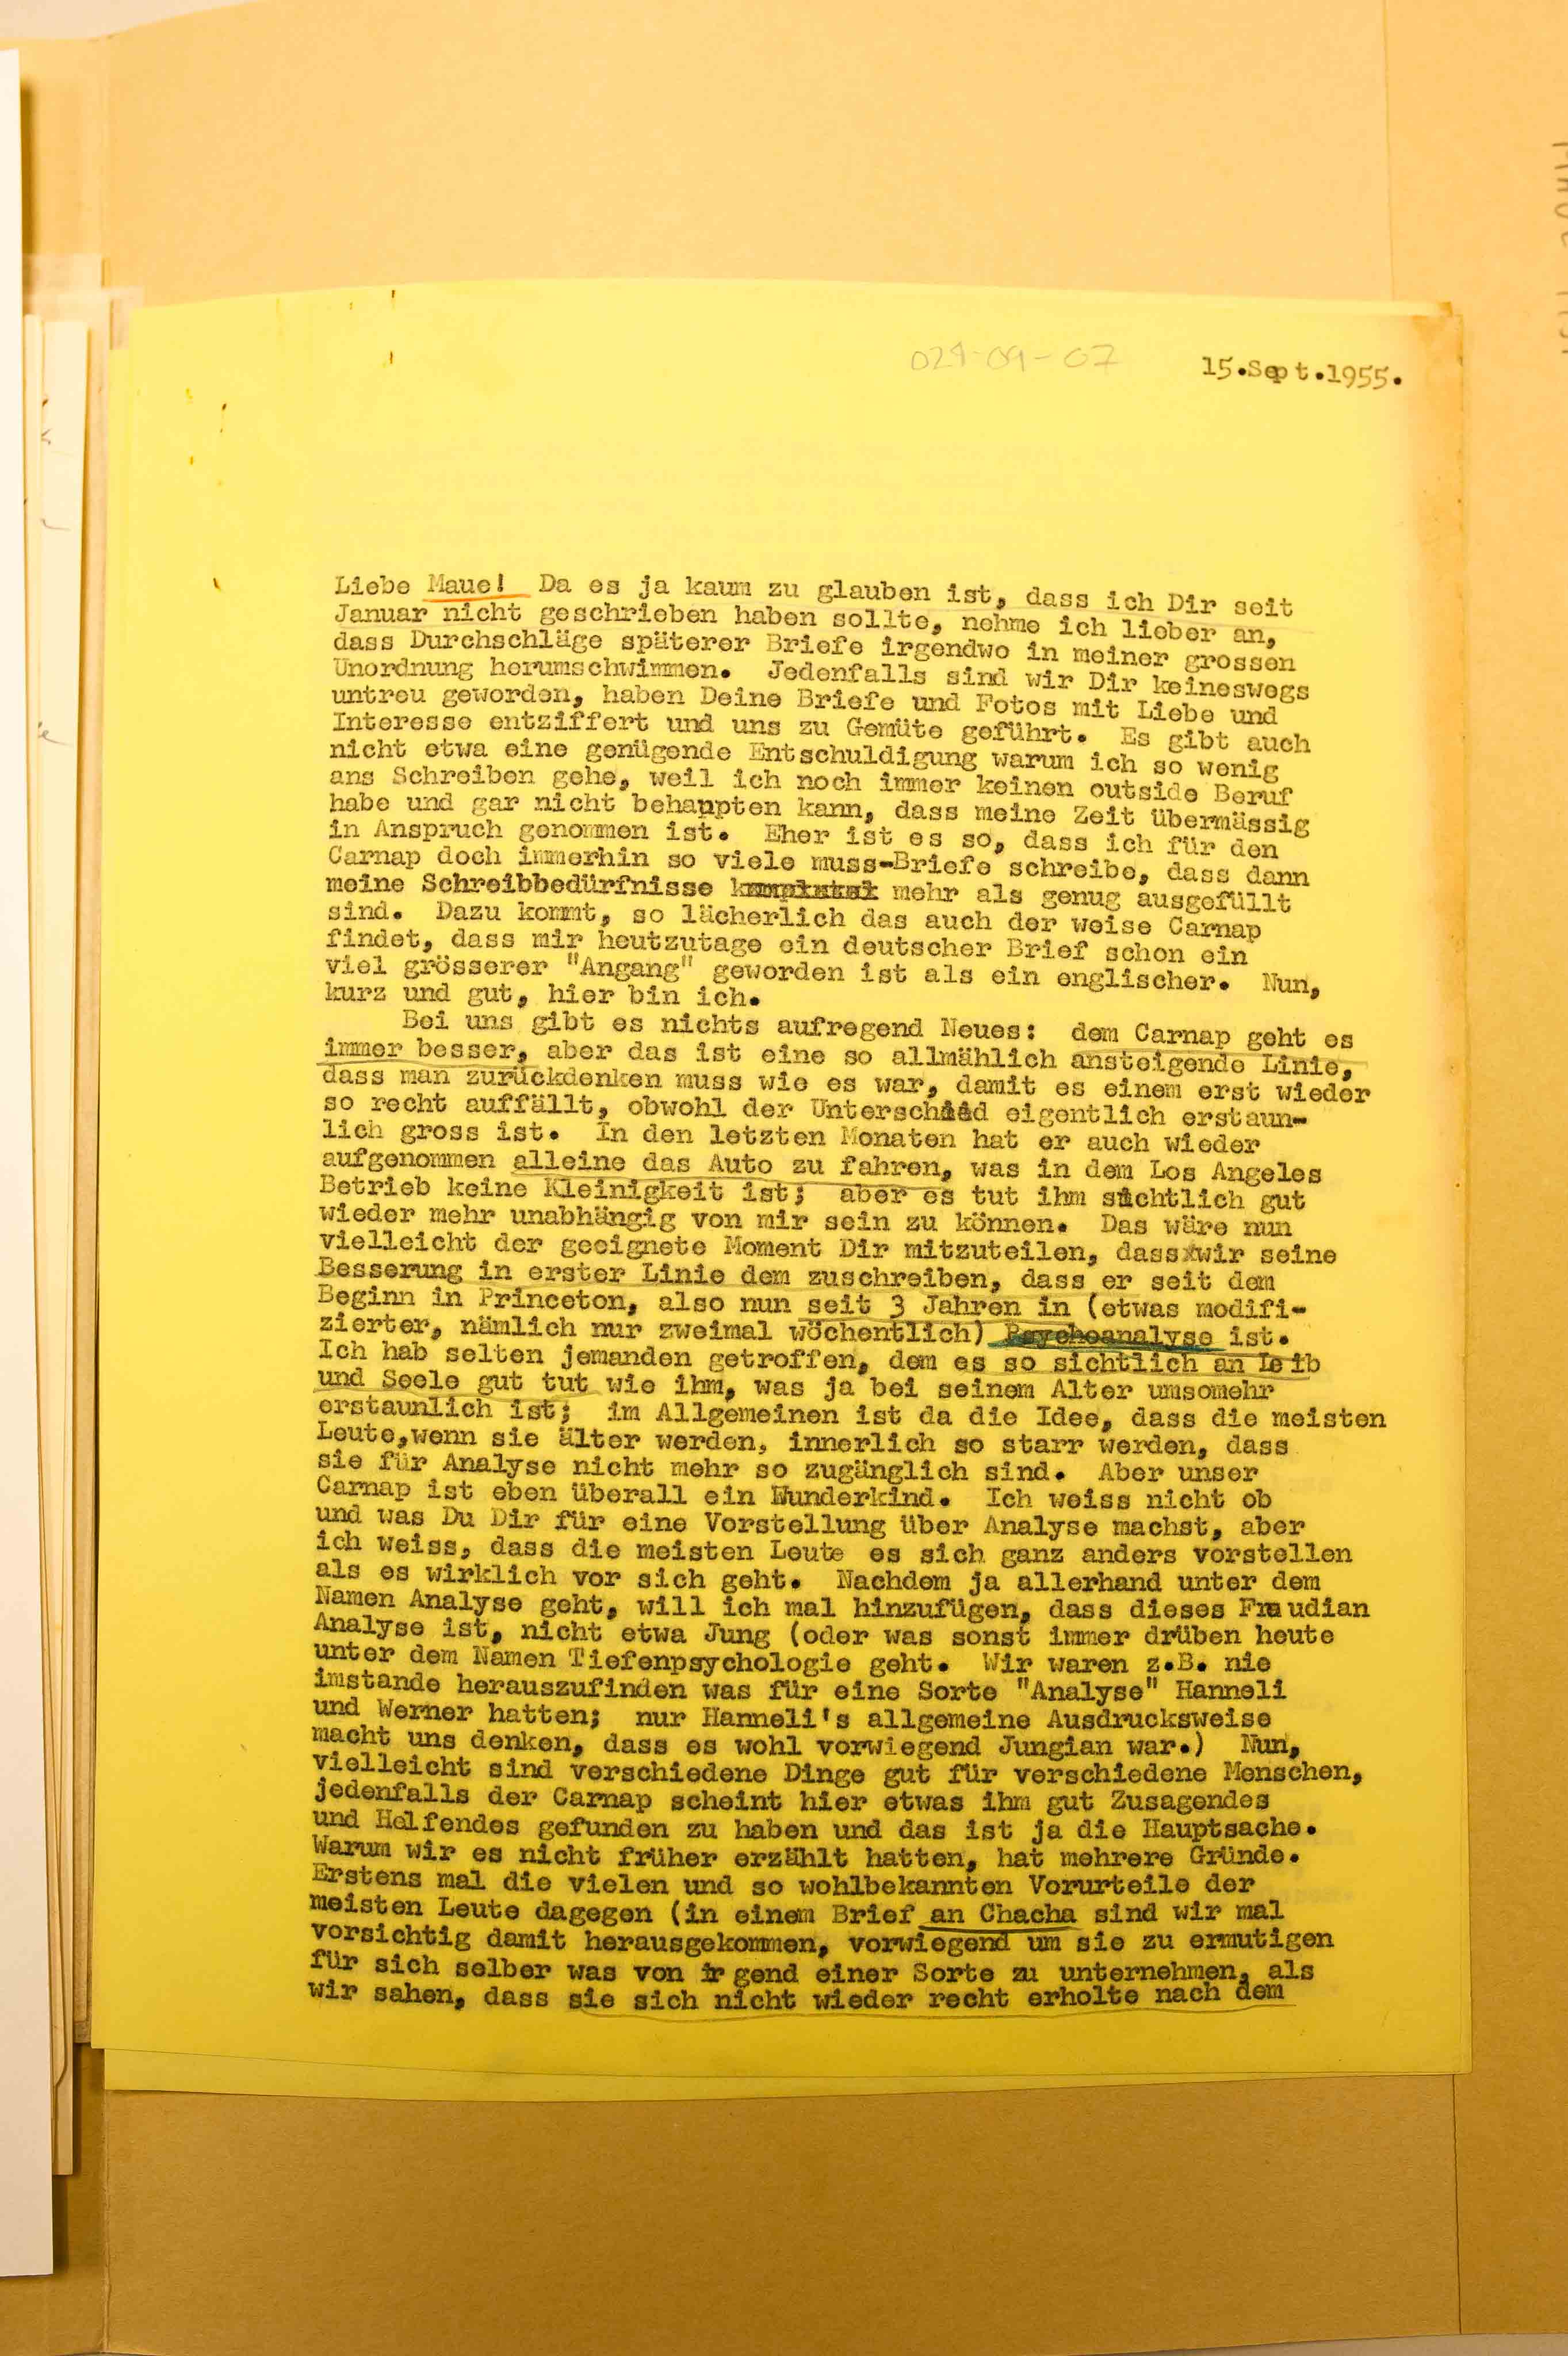 029-09-07
15.Sept.1955.
Liebe Maue!  Da es ja kaum zu glauben ist, dass ich Dir seit
Januar nicht geschrieben haben sollte, nehme ich lieber an,
dass Durchschläge späterer Briefe irgendwo in meiner grossen
Unordnung herumschwimmen.  Jedenfalls sind wir Dir keineswegs
untreu geworden, haben Deine Briefe und Fotos mit Liebe und
Interesse entziffert und uns zu Gemüte geführt.  Es gibt auch
nicht etwa eine genügende Entschuldigung warum ich so wenig
ans Schreiben gehe, weil ich noch immer keinen outside Beruf
habe und gar nicht behaupten kann, dass meine Zeit übermässig
in Anspruch genommen ist.  Eher ist es so, dass ich für den
Carnap doch immerhin so viele muss-Briefe schreibe, dass dann
meine Schreibbedürfnisse mehr als genug ausgefüllt
sind.  Dazu kommt, so lächerlich das auch der weise Carnap
findet, dass mir heutzutage ein deutscher Brief schon ein
viel grösserer "Angang" geworden ist als ein englischer.  Nun,
kurz und gut, hier bin ich.
Bei uns gibt es nichts aufregend Neues:  dem Carnap geht es
immer besser, aber das ist eine so allmählich ansteigende Linie,
dass man zurückdenken muss wie es war, damit es einem erst wieder
so recht auffällt, obwohl der Unterschied eigentlich erstaun-
lich gross ist.  In den letzten Monaten hat er auch wieder
aufgenommen alleine das Auto zu fahren, was in dem Los Angeles
Betrieb keine Kleinigkeit ist;  aber es tut ihm sichtlich gut
wieder mehr unabhängig von mir sein zu können.  Das wäre nun
vielleicht der geeignete Moment Dir mitzuteilen, dass wir seine
Besserung in erster Linie dem zuschreiben, dass er seit dem
Beginn in Princeton, also nun seit 3 Jahren in (etwas modifi-
zierter, nämlich nur zweimal wöchentlich) Psychoanalyse ist.
Ich hab selten jemanden getroffen, dem es so sichtlich an Leib
und Seele gut tut wie ihm, was ja bei seinem Alter umsomehr
erstaunlich ist;  im Allgemeinen ist da die Idee, dass die meisten
Leute,wenn sie älter werden, innerlich so starr werden, dass
sie für Analyse nicht mehr so zugänglich sind.  Aber unser
Carnap ist eben überall ein Wunderkind.  Ich weiss nicht ob
und was Du Dir für eine Vorstellung über Analyse machst, aber
ich weiss, dass die meisten Leute es sich ganz anders vorstellen
als es wirklich vor sich geht.  Nachdem ja allerhand unter dem
Namen Analyse geht, will ich mal hinzufügen, dass dieses Freudian
Analyse ist, nicht etwa Jung (oder was sonst immer drüben heute
unter dem Namen Tiefenpsychologie geht.  Wir waren z.B. nie
imstande herauszufinden was für eine Sorte "Analyse" Hanneli
und Werner hatten;  nur Hanneli's allgemeine Ausdrucksweise
macht uns denken, dass es wohl vorwiegend Jungian war.)  Nun,
vielleicht sind verschiedene Dinge gut für verschiedene Menschen,
jedenfalls der Carnap scheint hier etwas ihm gut Zusagendes
und Helfendes gefunden zu haben und das ist ja die Hauptsache.
Warum wir es nicht früher erzählt hatten, hat mehrere Gründe.
Erstens mal die vielen und so wohlbekannten Vorurteile der
meisten Leute dagegen (in einem Brief an Chacha sind wir mal
vorsichtig damit herausgekommen, vorwiegend um sie zu ermutigen
für sich selber was von irgend einer Sorte zu unternehmen, als
wir sahen, dass sie sich nicht wieder recht erholte nach dem